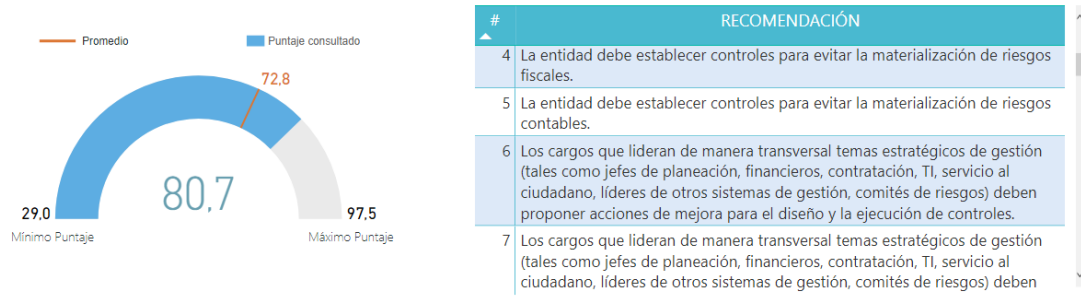 Promedio
Puntaje consultado
72,8
80,7
29,0
97,5
Mínimo Puntaje
Máximo Puntaje
# RECOMENDACIÓN
4 La entidad debe establecer controles para evitar la materialización de riesgos
fiscales.
5 La entidad debe establecer controles para evitar la materialización de riesgos
contables.
6 Los cargos que lideran de manera transversal temas estratégicos de gestión
(tales como jefes de planeación, financieros, contratación, TI, servicio al
ciudadano, líderes de otros sistemas de gestión, comités de riesgos) deben
proponer acciones de mejora para el diseño y la ejecución de controles.
7 Los cargos que lideran de manera transversal temas estratégicos de gestión
(tales como jefes de planeación, financieros, contratación, TI, servicio al
ciudadano, líderes de otros sistemas de gestión, comités de riesgos) deben